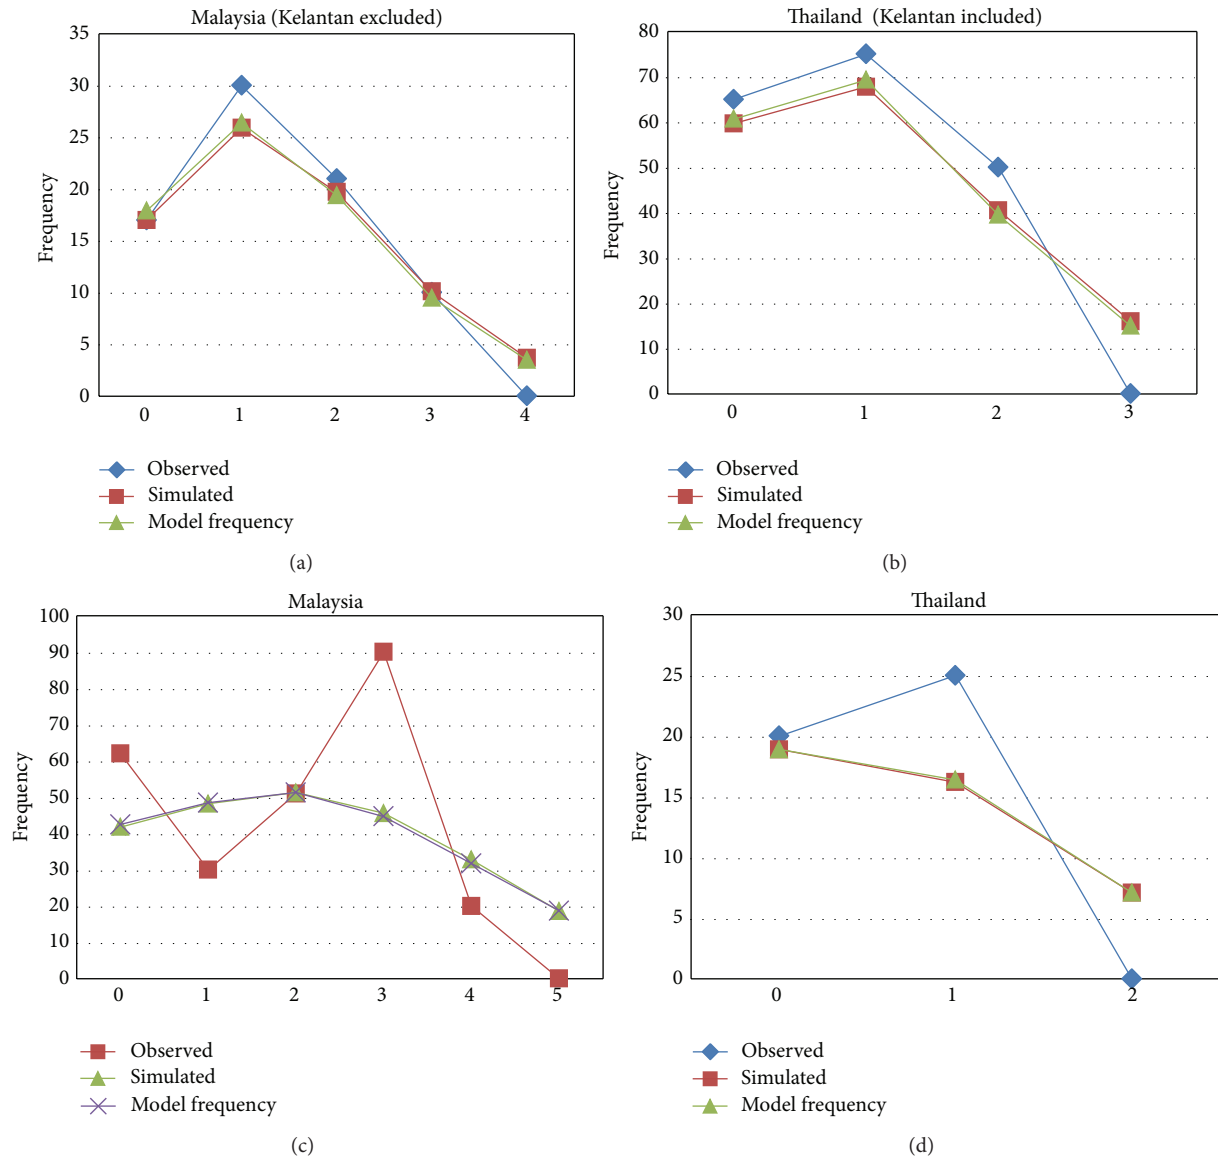 Malaysia (Kelantan excluded)
35
30
25
20
15
10
5
0
Frequency
0 1 2 3 4
Observed
Simulated
Model frequency
(a)
Thailand (Kelantan included)
80
70
60
50
40
30
20
10
0
Frequency
0 1 2 3
Observed
Simulated
Model frequency
(b)
Malaysia
100
90
80
70
60
50
40
30
20
10
0
Frequency
0 1 2 3 4 5
Observed
Simulated
Model frequency
(c)
Thailand
30
25
20
15
10
5
0
Frequency
0 1 2
Observed
Simulated
Model frequency
(d)